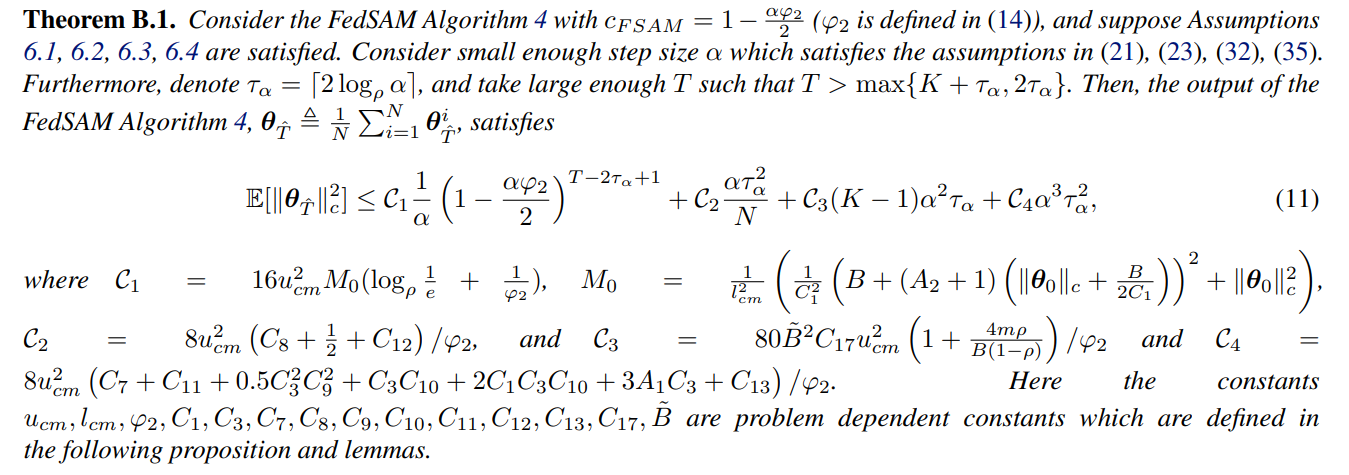 Theorem B.1. Consider the FedSAM Algorithm 4 with $c_{FSAM} = 1 - \frac{\alpha\varphi_2}{2}$ ($\varphi_2$ is defined in (14)), and suppose Assumptions
6.1, 6.2, 6.3, 6.4 are satisfied. Consider small enough step size $\alpha$ which satisfies the assumptions in (21), (23), (32), (35).
Furthermore, denote $\tau_\alpha = \lceil 2 \log_\rho \alpha \rceil$, and take large enough $T$ such that $T > \max\{K + \tau_\alpha, 2\tau_\alpha\}$. Then, the output of the
FedSAM Algorithm 4, $\boldsymbol{\theta}_{\hat{T}} \triangleq \frac{1}{N} \sum_{i=1}^{N} \boldsymbol{\theta}_{\hat{T}}^i$, satisfies
$\mathbb{E}[\|\boldsymbol{\theta}_{\hat{T}}\|_c^2] \leq \mathcal{C}_1 \frac{1}{\alpha} \left(1 - \frac{\alpha\varphi_2}{2}\right)^{T - 2\tau_\alpha + 1} + \mathcal{C}_2 \frac{\alpha\tau_\alpha^2}{N} + \mathcal{C}_3 (K-1)\alpha^2\tau_\alpha + \mathcal{C}_4 \alpha^3 \tau_\alpha^2,$ (11)
where $\mathcal{C}_1 = 16u_{cm}^2 M_0 (\log_\rho \frac{1}{e} + \frac{1}{\varphi_2})$, $M_0 = \frac{1}{l_{cm}^2} \left( \frac{1}{C_1^2} \left( B + (A_2 + 1) \left( \|\boldsymbol{\theta}_0\|_c + \frac{B}{2C_1} \right) \right)^2 + \|\boldsymbol{\theta}_0\|_c^2 \right)$,
$\mathcal{C}_2 = 8u_{cm}^2 \left( C_8 + \frac{1}{2} + C_{12} \right) / \varphi_2$, and $\mathcal{C}_3 = 80\tilde{B}^2 C_{17} u_{cm}^2 \left( 1 + \frac{4m\rho}{B(1-\rho)} \right) / \varphi_2$ and $\mathcal{C}_4 =$
$8u_{cm}^2 \left( C_7 + C_{11} + 0.5C_3^2 C_9^2 + C_3 C_{10} + 2C_1 C_3 C_{10} + 3A_1 C_3 + C_{13} \right) / \varphi_2$. Here the constants
$u_{cm}, l_{cm}, \varphi_2, C_1, C_3, C_7, C_8, C_9, C_{10}, C_{11}, C_{12}, C_{13}, C_{17}, \tilde{B}$ are problem dependent constants which are defined in
the following proposition and lemmas.